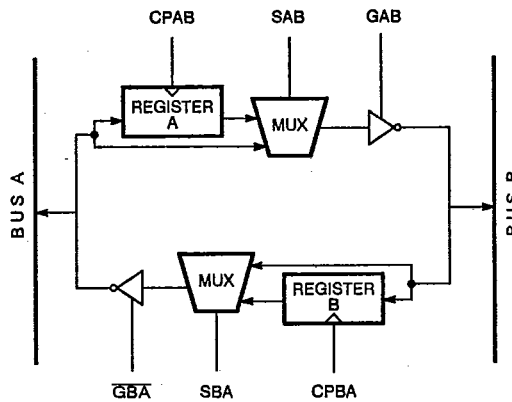 CPAB
SAB
GAB
REGISTER
A
MUX
BUS A
BUS B
MUX
REGISTER
B
GBA
SBA
CPBA